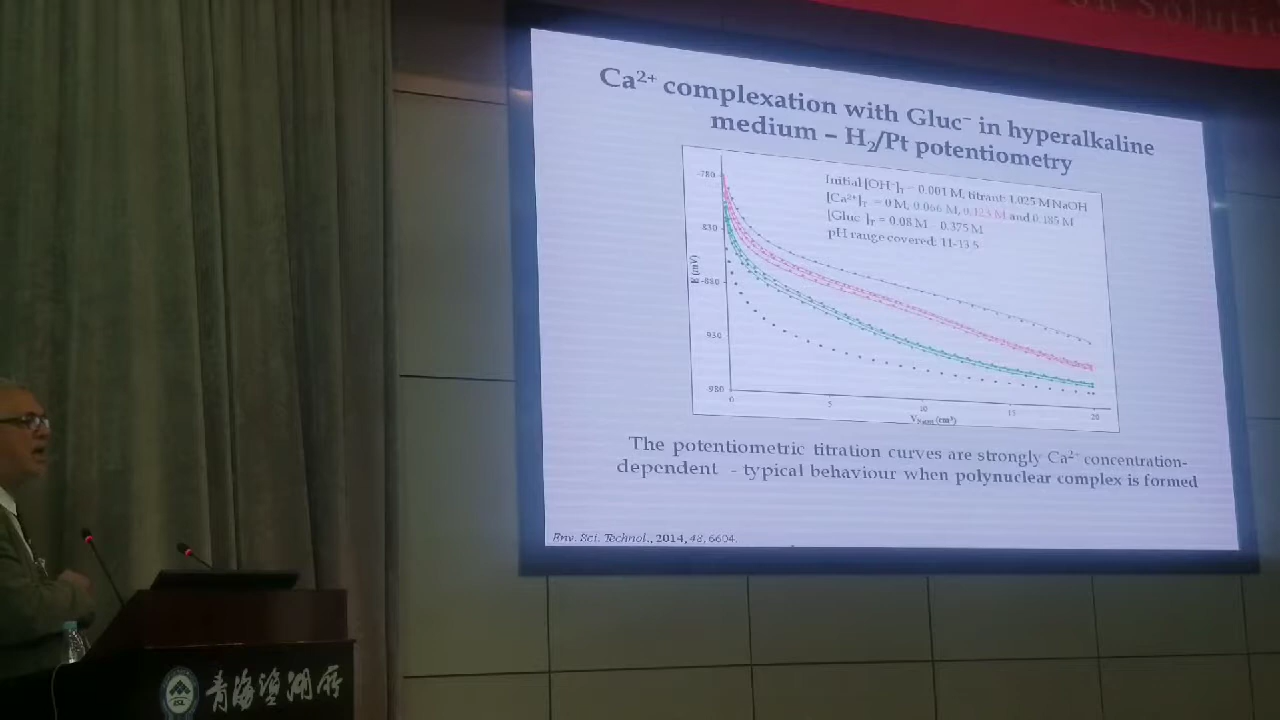 on Solutio
Ca²⁺ complexation with Gluc⁻ in hyperalkaline
medium – H₂/Pt potentiometry
Initial [OH⁻]T = 0.001 M, titrant: 1.025 M NaOH
[Ca²⁺]T = 0 M, 0.066 M, 0.123 M and 0.185 M
[Gluc⁻]T = 0.08 M – 0.375 M
pH range covered: 11-13.5
-780
830
E (mV)
-880
930
980
0
5
10
15
20
(cm³)
The potentiometric titration curves are strongly Ca²⁺ concentration-
dependent - typical behaviour when polynuclear complex is formed
Env. Sci. Technol., 2014, 48, 6604.
青海盐湖所
ISL